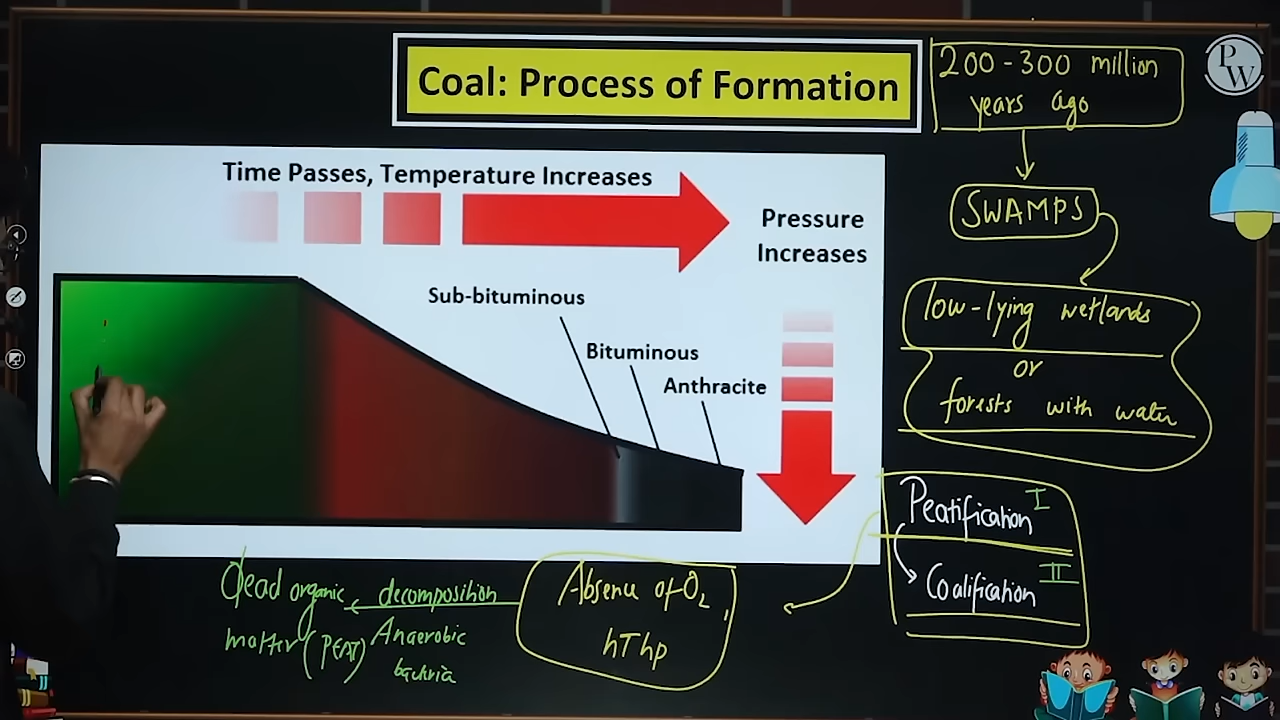 Coal: Process of Formation
200-300 million
years ago
PW
SWAMPS
low-lying wetlands
or
forests with water
Time Passes, Temperature Increases
Pressure
Increases
Sub-bituminous
Bituminous
Anthracite
Peatification I
Coalification II
Absence of O2,
hThp
decomposition
Anaerobic
bacteria
dead organic
matter (PEAT)